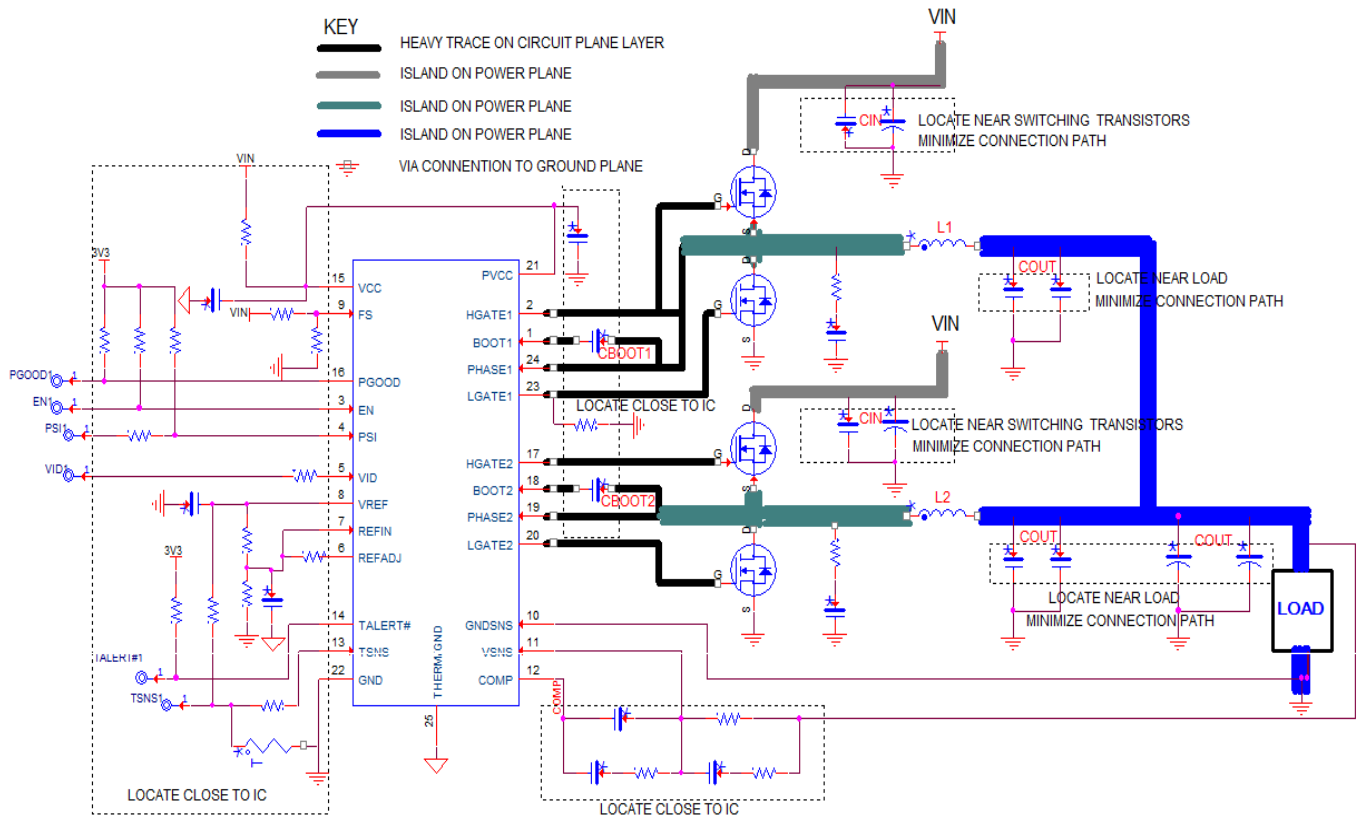 KEY
HEAVY TRACE ON CIRCUIT PLANE LAYER
ISLAND ON POWER PLANE
ISLAND ON POWER PLANE
ISLAND ON POWER PLANE
VIA CONNENTION TO GROUND PLANE
VIN
CIN
LOCATE NEAR SWITCHING TRANSISTORS
MINIMIZE CONNECTION PATH
D
G
S
L1
D
G
S
COUT
LOCATE NEAR LOAD
MINIMIZE CONNECTION PATH
VIN
CIN
LOCATE NEAR SWITCHING TRANSISTORS
MINIMIZE CONNECTION PATH
D
G
S
L2
D
G
S
COUT
COUT
LOCATE NEAR LOAD
MINIMIZE CONNECTION PATH
LOAD
VIN
3V3
VIN
PGOOD1 1
EN1 1
PSI1 1
VID1 1
3V3
TALERT#1 1
TSNS1 1
T
LOCATE CLOSE TO IC
15 VCC
9 FS
16 PGOOD
3 EN
4 PSI
5 VID
8 VREF
7 REFIN
6 REFADJ
14 TALERT#
13 TSNS
22 GND
THERM/GND
25
PVCC 21
HGATE1 2
BOOT1 1
CBOOT1
PHASE1 24
LGATE1 23
LOCATE CLOSE TO IC
HGATE2 17
BOOT2 18
CBOOT2
PHASE2 19
LGATE2 20
GNDSNS 10
VSNS 11
COMP 12
COMP
LOCATE CLOSE TO IC